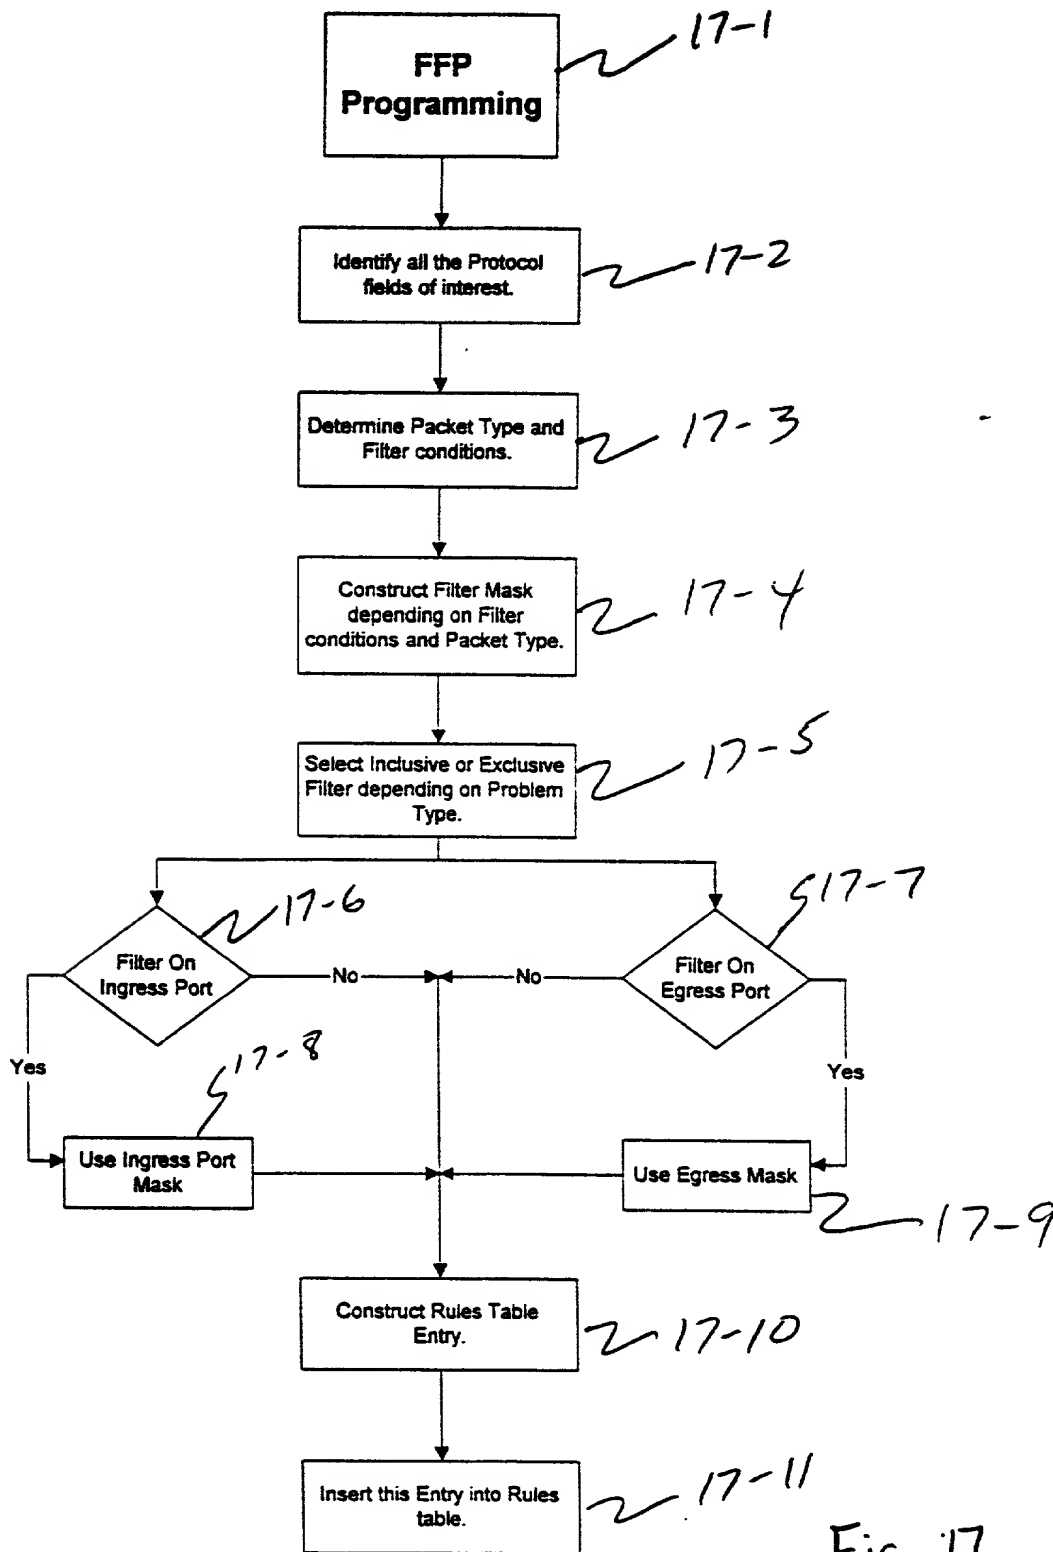 FFP
Programming
17-1
Identify all the Protocol
fields of interest.
17-2
Determine Packet Type and
Filter conditions.
17-3
Construct Filter Mask
depending on Filter
conditions and Packet Type.
17-4
Select Inclusive or Exclusive
Filter depending on Problem
Type.
17-5
Filter On
Ingress Port
17-6
No
No
Filter On
Egress Port
17-7
Yes
Yes
Use Ingress Port
Mask
17-8
Use Egress Mask
17-9
Construct Rules Table
Entry.
17-10
Insert this Entry into Rules
table.
17-11
Fig. 17